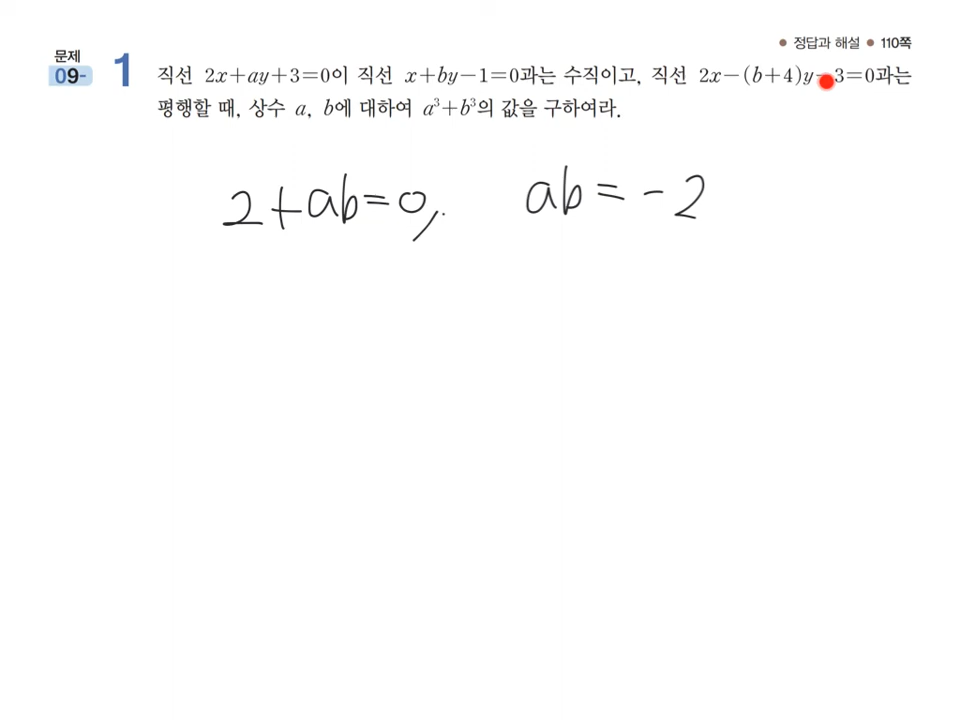 ● 정답과 해설 ● 110쪽
문제
09-1 직선 2x+ay+3=0이 직선 x+by-1=0과는 수직이고, 직선 2x-(b+4)y-3=0과는
평행할 때, 상수 a, b에 대하여 a³+b³의 값을 구하여라.
2+ab=0, ab=-2